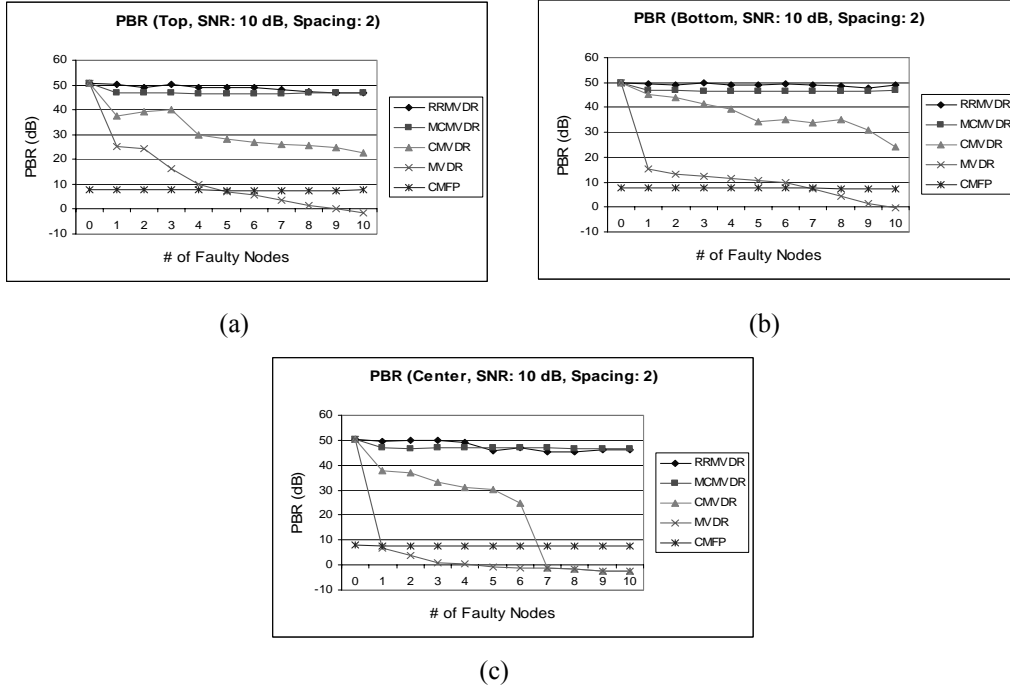 PBR (Top, SNR: 10 dB, Spacing: 2)
PBR (dB)
60
50
40
30
20
10
0
-10
0 1 2 3 4 5 6 7 8 9 10
# of Faulty Nodes
RRMVDR
MCMVDR
CMVDR
MVDR
CMFP
(a)
PBR (Bottom, SNR: 10 dB, Spacing: 2)
PBR (dB)
60
50
40
30
20
10
0
-10
0 1 2 3 4 5 6 7 8 9 10
# of Faulty Nodes
RRMVDR
MCMVDR
CMVDR
MVDR
CMFP
(b)
PBR (Center, SNR: 10 dB, Spacing: 2)
PBR (dB)
60
50
40
30
20
10
0
-10
0 1 2 3 4 5 6 7 8 9 10
# of Faulty Nodes
RRMVDR
MCMVDR
CMVDR
MVDR
CMFP
(c)